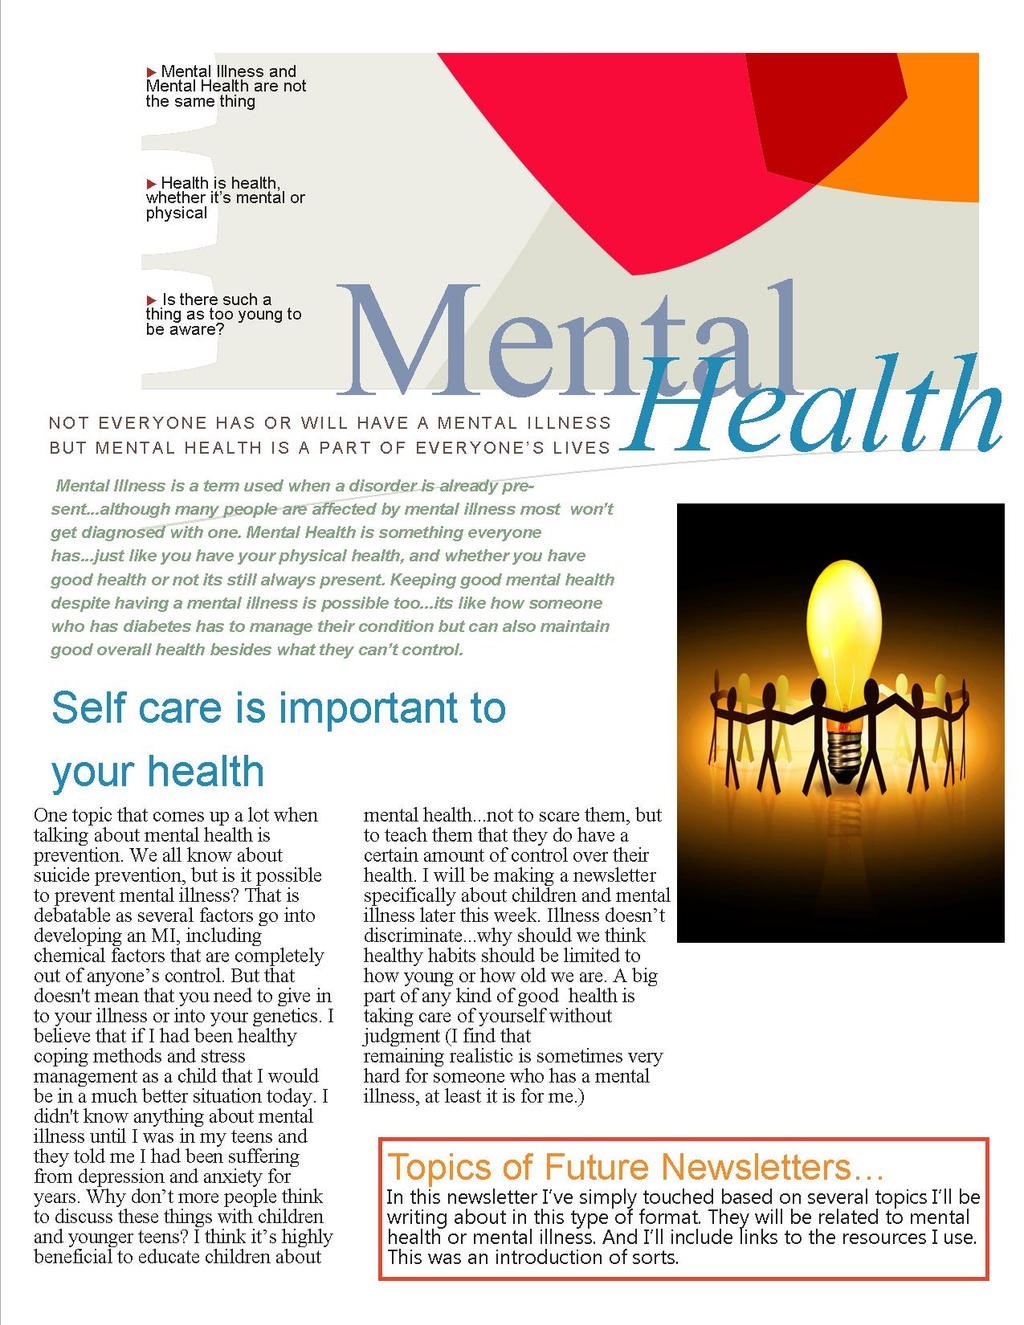 ▶ Mental Illness and
Mental Health are not
the same thing
▶ Health is health,
whether it's mental or
physical
▶ Is there such a
thing as too young to
be aware?
Mental
Health
NOT EVERYONE HAS OR WILL HAVE A MENTAL ILLNESS
BUT MENTAL HEALTH IS A PART OF EVERYONE'S LIVES
Mental Illness is a term used when a disorder is already pre-
sent...although many people are affected by mental illness most won't
get diagnosed with one. Mental Health is something everyone
has...just like you have your physical health, and whether you have
good health or not its still always present. Keeping good mental health
despite having a mental illness is possible too...its like how someone
who has diabetes has to manage their condition but can also maintain
good overall health besides what they can't control.
Self care is important to
your health
One topic that comes up a lot when
talking about mental health is
prevention. We all know about
suicide prevention, but is it possible
to prevent mental illness? That is
debatable as several factors go into
developing an MI, including
chemical factors that are completely
out of anyone's control. But that
doesn't mean that you need to give in
to your illness or into your genetics. I
believe that if I had been healthy
coping methods and stress
management as a child that I would
be in a much better situation today. I
didn't know anything about mental
illness until I was in my teens and
they told me I had been suffering
from depression and anxiety for
years. Why don't more people think
to discuss these things with children
and younger teens? I think it's highly
beneficial to educate children about
mental health...not to scare them, but
to teach them that they do have a
certain amount of control over their
health. I will be making a newsletter
specifically about children and mental
illness later this week. Illness doesn't
discriminate...why should we think
healthy habits should be limited to
how young or how old we are. A big
part of any kind of good health is
taking care of yourself without
judgment (I find that
remaining realistic is sometimes very
hard for someone who has a mental
illness, at least it is for me.)
Topics of Future Newsletters…
In this newsletter I've simply touched based on several topics I'll be
writing about in this type of format. They will be related to mental
health or mental illness. And I'll include links to the resources I use.
This was an introduction of sorts.